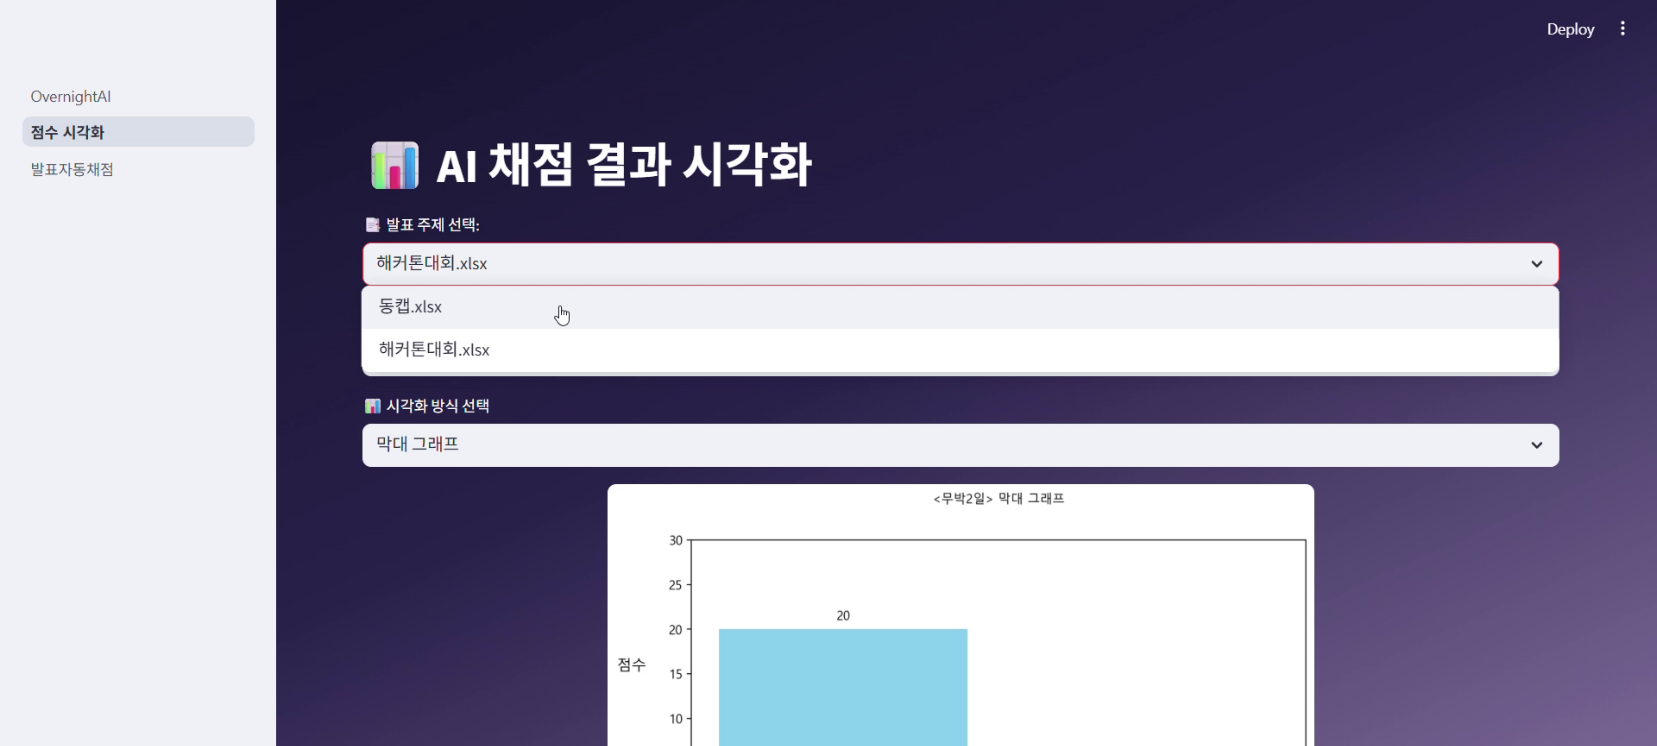 Deploy
OvernightAI
점수 시각화
발표자동채점
AI 채점 결과 시각화
발표 주제 선택:
해커톤대회.xlsx
동캡.xlsx
해커톤대회.xlsx
시각화 방식 선택
막대 그래프
<무박2일> 막대 그래프
30
25
20
20
점수
15
10